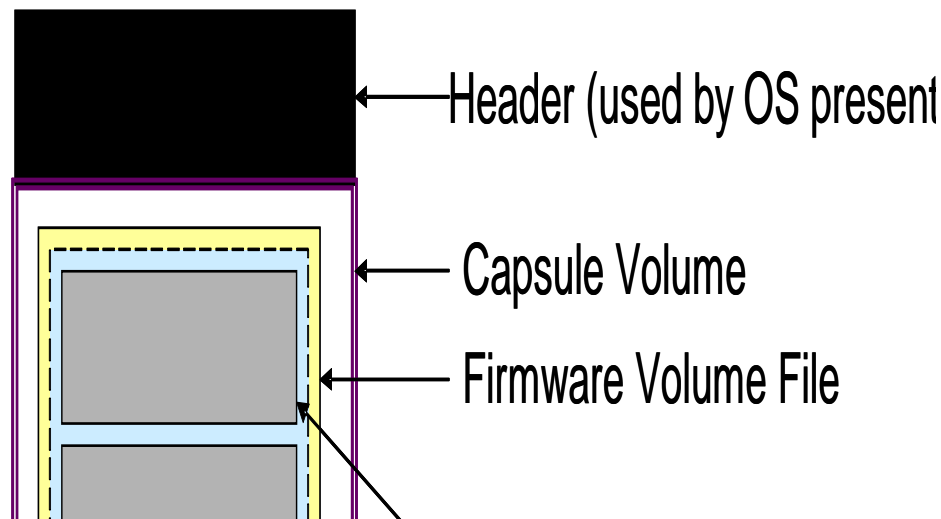 Header (used by OS present
Capsule Volume
Firmware Volume File